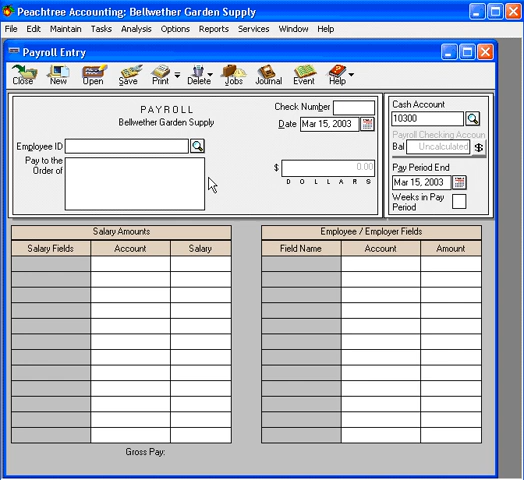 Peachtree Accounting: Bellwether Garden Supply
File Edit Maintain Tasks Analysis Options Reports Services Window Help
Payroll Entry
Close New Open Save Print Delete Jobs Journal Event Help
PAYROLL
Bellwether Garden Supply
Check Number
Date Mar 15, 2003
Employee ID
Pay to the
Order of
$ 0.00
DOLLARS
Cash Account
10300
Payroll Checking Accoun
Bal Uncalculated $
Pay Period End
Mar 15, 2003
Weeks in Pay
Period
Salary Amounts
Salary Fields Account Salary
Employee / Employer Fields
Field Name Account Amount
Gross Pay: